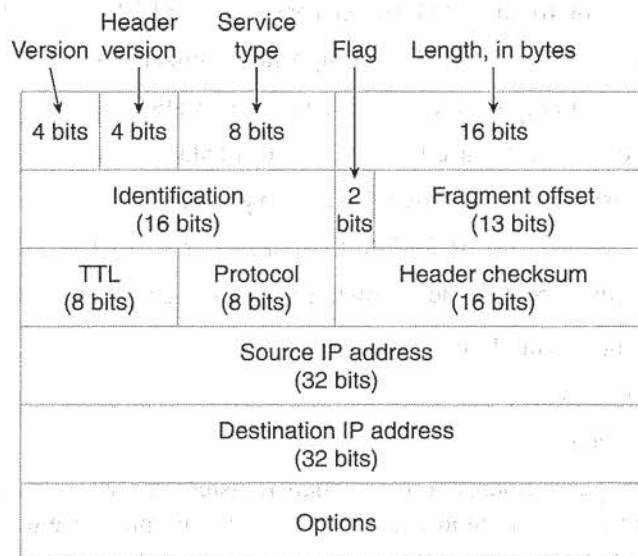 Version
Header version
Service type
Flag
Length, in bytes
4 bits
4 bits
8 bits
16 bits
Identification
(16 bits)
2 bits
Fragment offset
(13 bits)
TTL
(8 bits)
Protocol
(8 bits)
Header checksum
(16 bits)
Source IP address
(32 bits)
Destination IP address
(32 bits)
Options